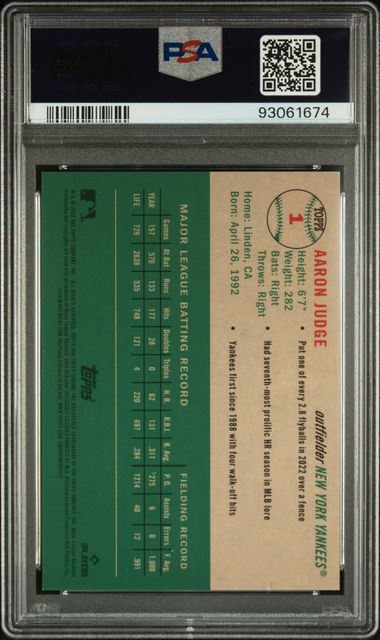 PSA
93061674
TOPPS
1
AARON JUDGE
outfielder NEW YORK YANKEES®
Height: 6'7"
Weight: 282
Bats: Right
Throws: Right
Home: Linden, CA
Born: April 26, 1992
• Put one of every 2.8 flyballs in 2022 over a fence
• Had seventh-most prolific HR season in MLB lore
• Yankees first since 1988 with four walk-off hits
MAJOR LEAGUE BATTING RECORD FIELDING RECORD
Games At Bat Runs Hits Doubles Triples H. R. R.B.I. B. Avg. P. O. Assists Errors F. Avg.
YEAR 157 570 133 177 28 0 62 131 .311 °275 6 0 1.000
LIFE 729 2638 535 748 121 4 220 497 .284 1214 40 12 .991
topps
PLAYERS